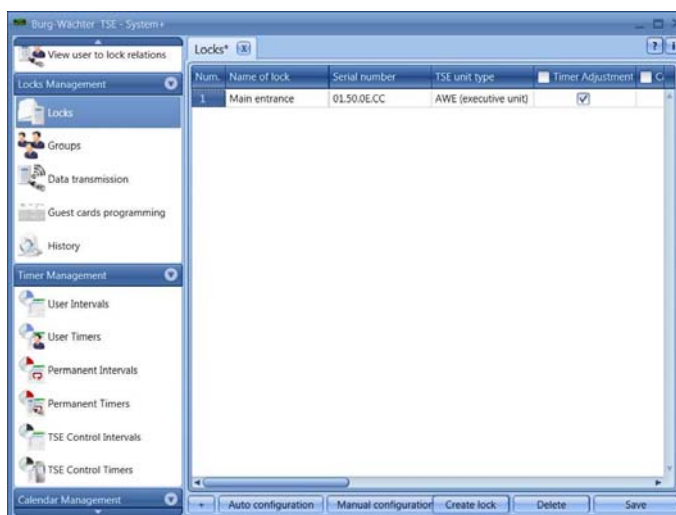 Burg-Wächter TSE - System+
View user to lock relations
Locks Management
Locks
Groups
Data transmission
Guest cards programming
History
Timer Management
User Intervals
User Timers
Permanent Intervals
Permanent Timers
TSE Control Intervals
TSE Control Timers
Calendar Management
Locks*
?
Num. Name of lock Serial number TSE unit type Timer Adjustment
1 Main entrance 01.50.0E.CC AWE (executive unit)
+ Auto configuration Manual configuration Create lock Delete Save